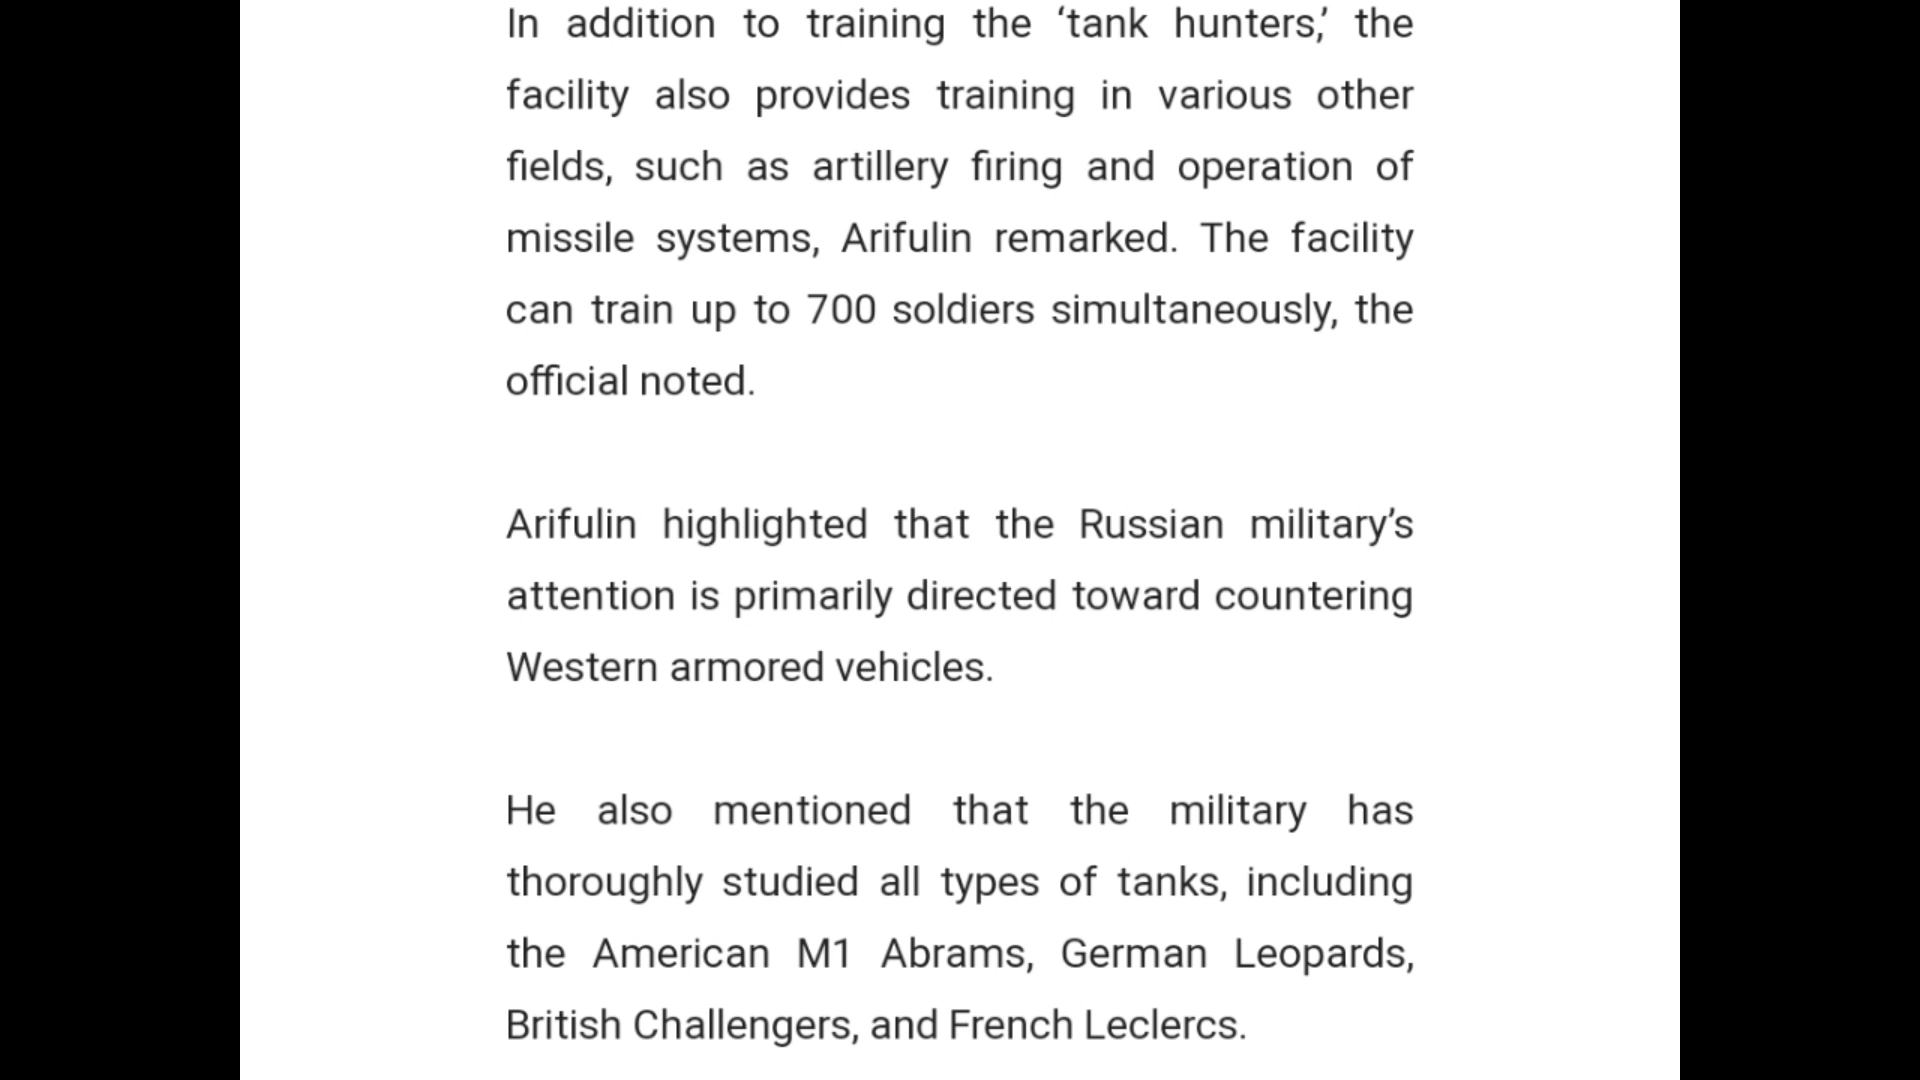 In addition to training the ‘tank hunters,’ the
facility also provides training in various other
fields, such as artillery firing and operation of
missile systems, Arifulin remarked. The facility
can train up to 700 soldiers simultaneously, the
official noted.
Arifulin highlighted that the Russian military’s
attention is primarily directed toward countering
Western armored vehicles.
He also mentioned that the military has
thoroughly studied all types of tanks, including
the American M1 Abrams, German Leopards,
British Challengers, and French Leclercs.